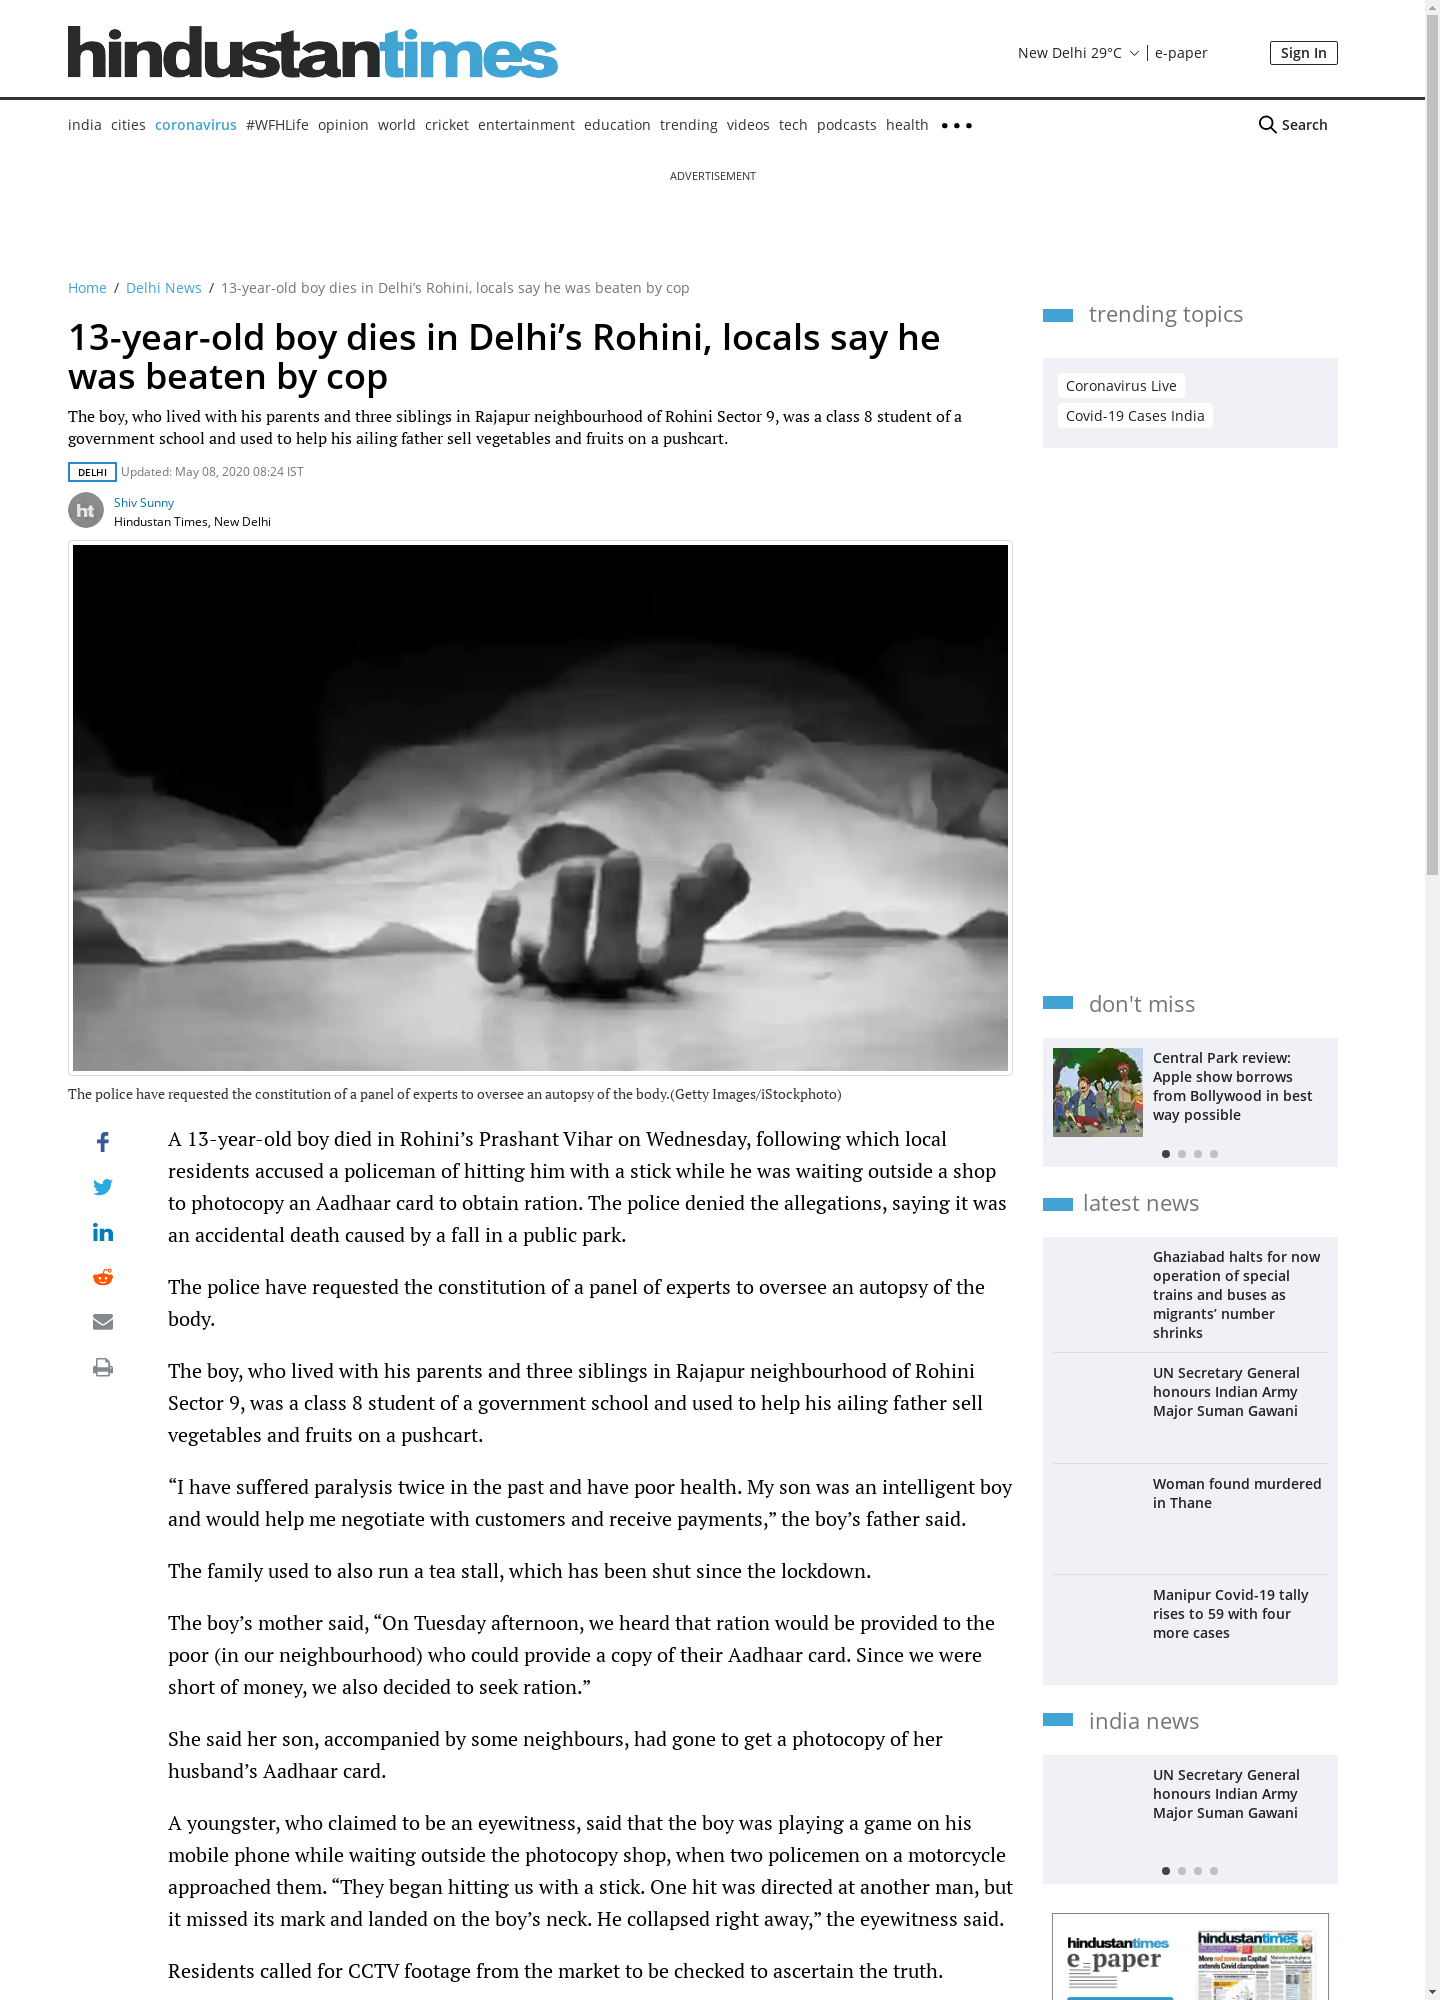 hindustantimes
New Delhi 29°C
e-paper
Sign In
india cities coronavirus #WFHLife opinion world cricket entertainment education trending videos tech podcasts health
Search
ADVERTISEMENT
Home / Delhi News / 13-year-old boy dies in Delhi’s Rohini, locals say he was beaten by cop
13-year-old boy dies in Delhi’s Rohini, locals say he
was beaten by cop
The boy, who lived with his parents and three siblings in Rajapur neighbourhood of Rohini Sector 9, was a class 8 student of a
government school and used to help his ailing father sell vegetables and fruits on a pushcart.
DELHI Updated: May 08, 2020 08:24 IST
ht
Shiv Sunny
Hindustan Times, New Delhi
The police have requested the constitution of a panel of experts to oversee an autopsy of the body.(Getty Images/iStockphoto)
A 13-year-old boy died in Rohini’s Prashant Vihar on Wednesday, following which local
residents accused a policeman of hitting him with a stick while he was waiting outside a shop
to photocopy an Aadhaar card to obtain ration. The police denied the allegations, saying it was
an accidental death caused by a fall in a public park.
The police have requested the constitution of a panel of experts to oversee an autopsy of the
body.
The boy, who lived with his parents and three siblings in Rajapur neighbourhood of Rohini
Sector 9, was a class 8 student of a government school and used to help his ailing father sell
vegetables and fruits on a pushcart.
“I have suffered paralysis twice in the past and have poor health. My son was an intelligent boy
and would help me negotiate with customers and receive payments,” the boy’s father said.
The family used to also run a tea stall, which has been shut since the lockdown.
The boy’s mother said, “On Tuesday afternoon, we heard that ration would be provided to the
poor (in our neighbourhood) who could provide a copy of their Aadhaar card. Since we were
short of money, we also decided to seek ration.”
She said her son, accompanied by some neighbours, had gone to get a photocopy of her
husband’s Aadhaar card.
A youngster, who claimed to be an eyewitness, said that the boy was playing a game on his
mobile phone while waiting outside the photocopy shop, when two policemen on a motorcycle
approached them. “They began hitting us with a stick. One hit was directed at another man, but
it missed its mark and landed on the boy’s neck. He collapsed right away,” the eyewitness said.
Residents called for CCTV footage from the market to be checked to ascertain the truth.
trending topics
Coronavirus Live
Covid-19 Cases India
don't miss
Central Park review:
Apple show borrows
from Bollywood in best
way possible
latest news
Ghaziabad halts for now
operation of special
trains and buses as
migrants’ number
shrinks
UN Secretary General
honours Indian Army
Major Suman Gawani
Woman found murdered
in Thane
Manipur Covid-19 tally
rises to 59 with four
more cases
india news
UN Secretary General
honours Indian Army
Major Suman Gawani
hindustantimes
e_paper
hindustantimes
More red zones as Capital
extends Covid clampdown